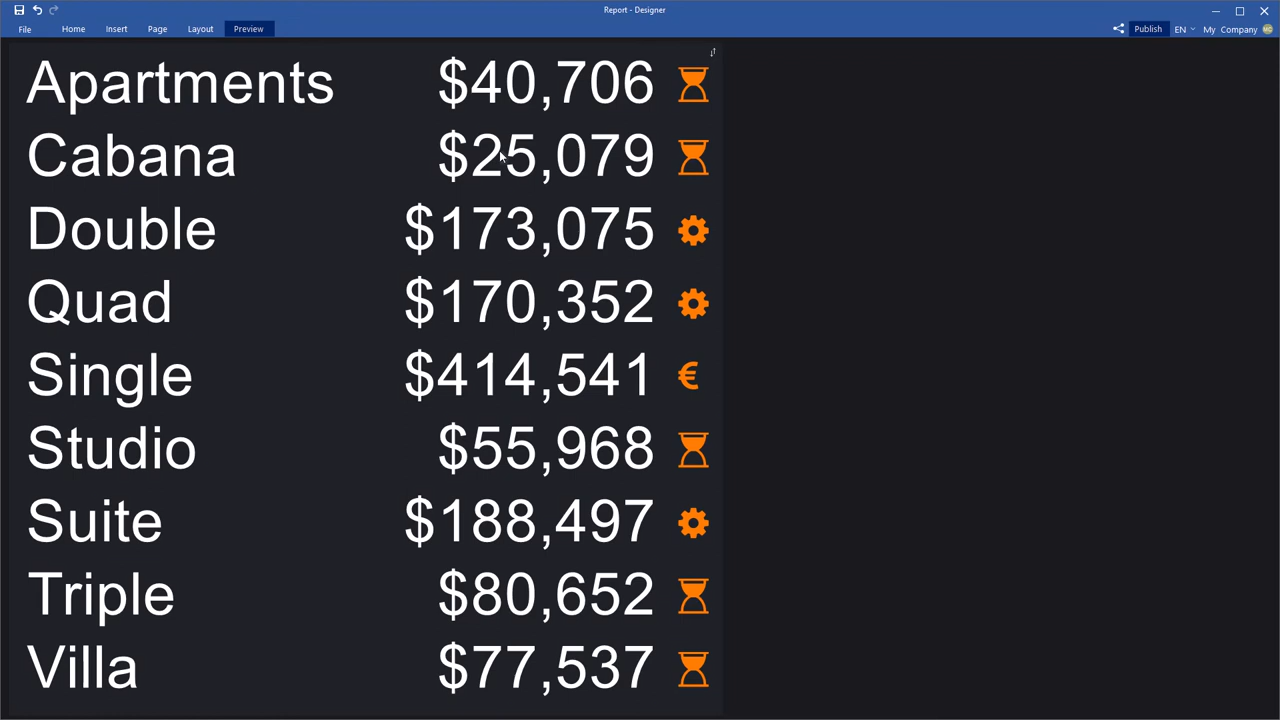 Report - Designer
File Home Insert Page Layout Preview Publish EN My Company
Apartments $40,706
Cabana $25,079
Double $173,075
Quad $170,352
Single $414,541 €
Studio $55,968
Suite $188,497
Triple $80,652
Villa $77,537